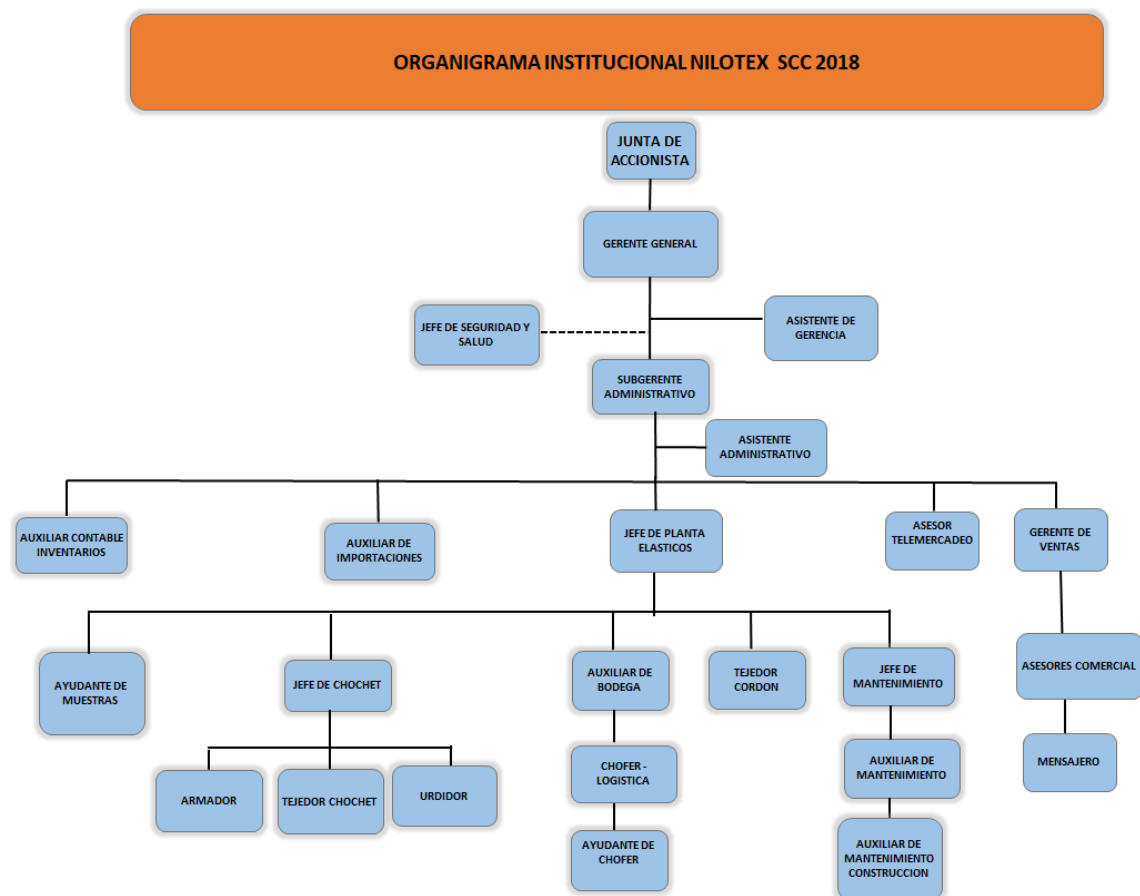 ORGANIGRAMA INSTITUCIONAL NILOTEX SCC 2018
JUNTA DE
ACCIONISTA
GERENTE GENERAL
JEFE DE SEGURIDAD Y
SALUD
ASISTENTE DE
GERENCIA
SUBGERENTE
ADMINISTRATIVO
ASISTENTE
ADMINISTRATIVO
AUXILIAR CONTABLE
INVENTARIOS
AUXILIAR DE
IMPORTACIONES
JEFE DE PLANTA
ELASTICOS
ASESOR
TELEMERCADEO
GERENTE DE
VENTAS
AYUDANTE DE
MUESTRAS
JEFE DE CHOCHET
AUXILIAR DE
BODEGA
TEJEDOR
CORDON
JEFE DE
MANTENIMIENTO
ASESORES COMERCIAL
ARMADOR
TEJEDOR CHOCHET
URDIDOR
CHOFER -
LOGISTICA
AUXILIAR DE
MANTENIMIENTO
MENSAJERO
AYUDANTE DE
CHOFER
AUXILIAR DE
MANTENIMIENTO
CONSTRUCCION